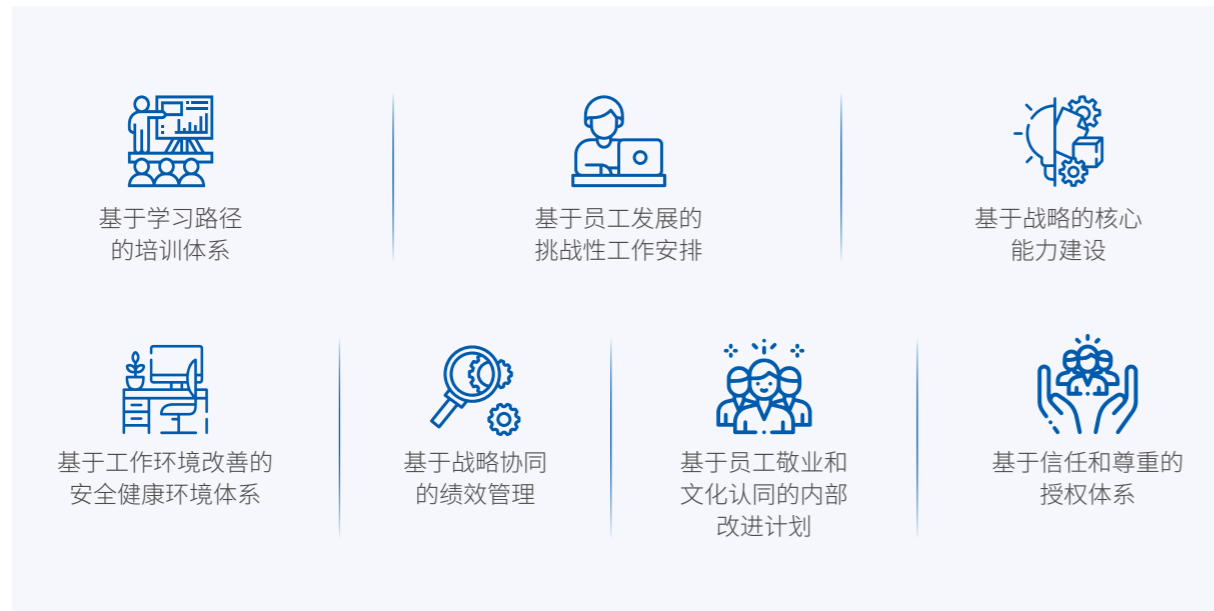 基于学习路径
的培训体系
基于员工发展的
挑战性工作安排
基于战略的核心
能力建设
基于工作环境改善的
安全健康环境体系
基于战略协同
的绩效管理
基于员工敬业和
文化认同的内部
改进计划
基于信任和尊重的
授权体系